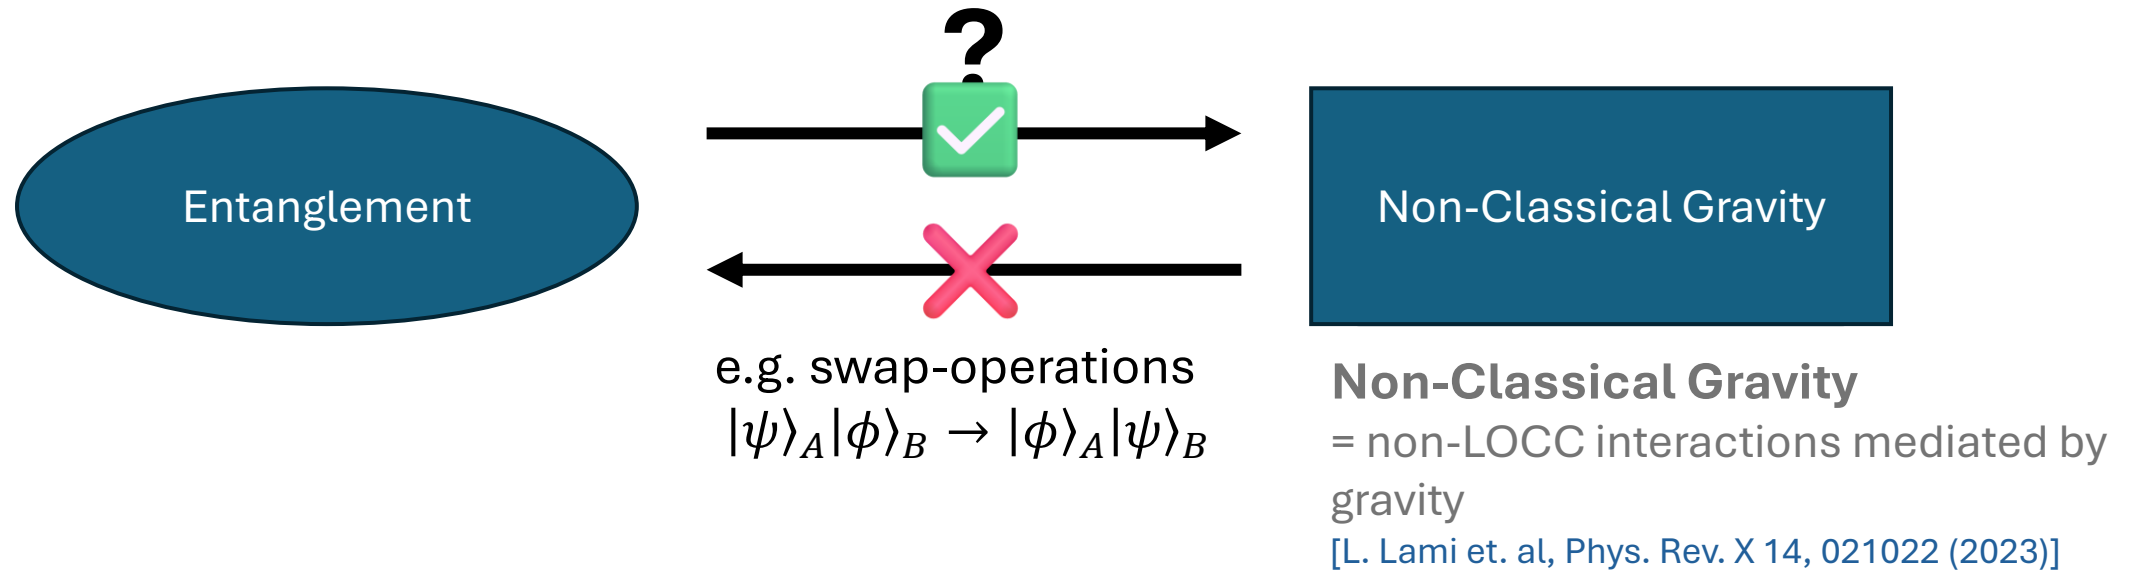 ?
Entanglement
Non-Classical Gravity
e.g. swap-operations
|ψ⟩_A|ϕ⟩_B → |ϕ⟩_A|ψ⟩_B
Non-Classical Gravity
= non-LOCC interactions mediated by
gravity
[L. Lami et. al, Phys. Rev. X 14, 021022 (2023)]